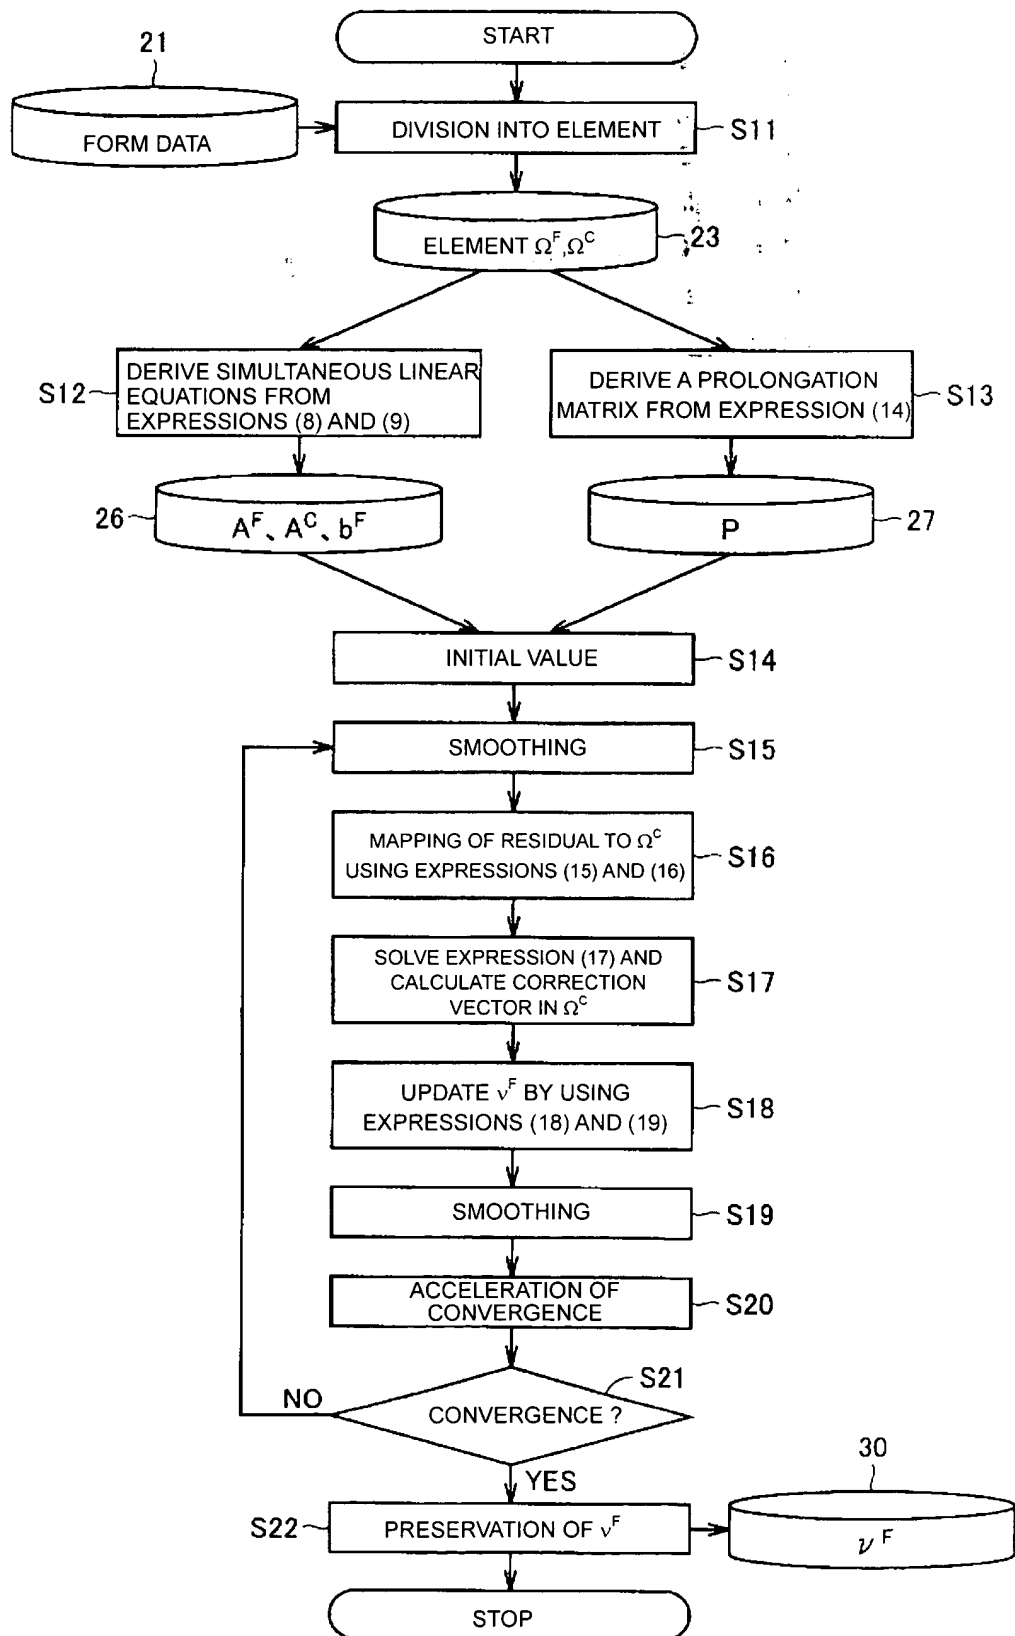 START
21
FORM DATA
DIVISION INTO ELEMENT
S11
ELEMENT Ω^F,Ω^C
23
S12
DERIVE SIMULTANEOUS LINEAR
EQUATIONS FROM
EXPRESSIONS (8) AND (9)
DERIVE A PROLONGATION
MATRIX FROM EXPRESSION (14)
S13
26
A^F、A^C、b^F
P
27
INITIAL VALUE
S14
SMOOTHING
S15
MAPPING OF RESIDUAL TO Ω^C
USING EXPRESSIONS (15) AND (16)
S16
SOLVE EXPRESSION (17) AND
CALCULATE CORRECTION
VECTOR IN Ω^C
S17
UPDATE ν^F BY USING
EXPRESSIONS (18) AND (19)
S18
SMOOTHING
S19
ACCELERATION OF
CONVERGENCE
S20
S21
NO
CONVERGENCE ?
YES
30
S22
PRESERVATION OF ν^F
ν^F
STOP